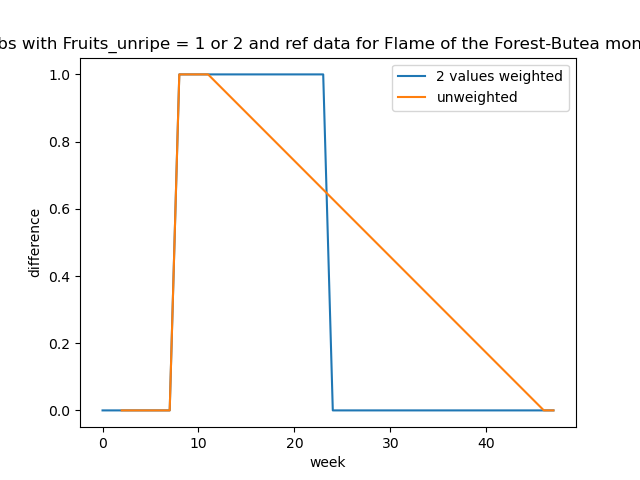 bs with Fruits_unripe = 1 or 2 and ref data for Flame of the Forest-Butea mon
2 values weighted
unweighted
1.0
0.8
0.6
0.4
0.2
0.0
difference
0 10 20 30 40
week